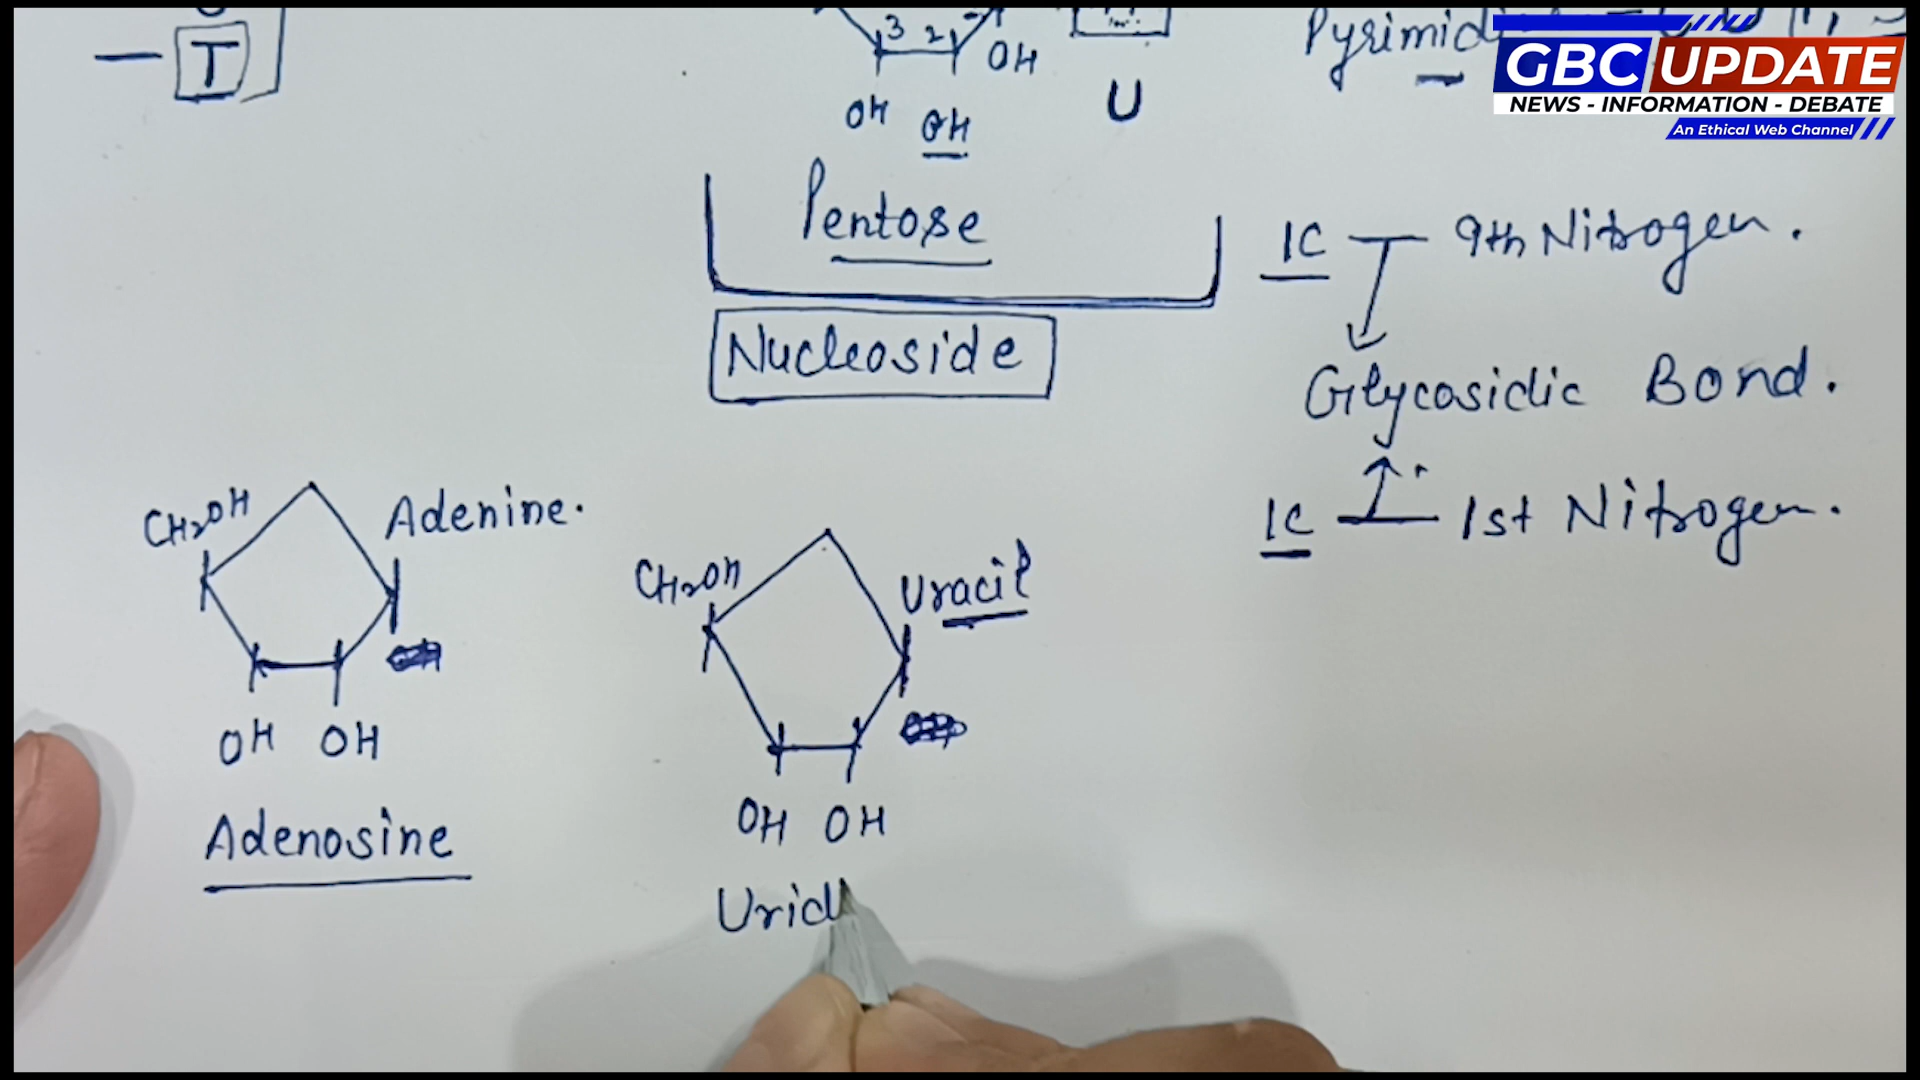 T
3 2
OH
OH
OH
U
Pyrimid
GBC UPDATE
NEWS - INFORMATION - DEBATE
An Ethical Web Channel
Pentose
Nucleoside
1C 9th Nitrogen.
Glycosidic Bond.
1C 1st Nitrogen.
CH2OH
Adenine.
OH OH
Adenosine
CH2OH
Uracil
OH OH
Urid